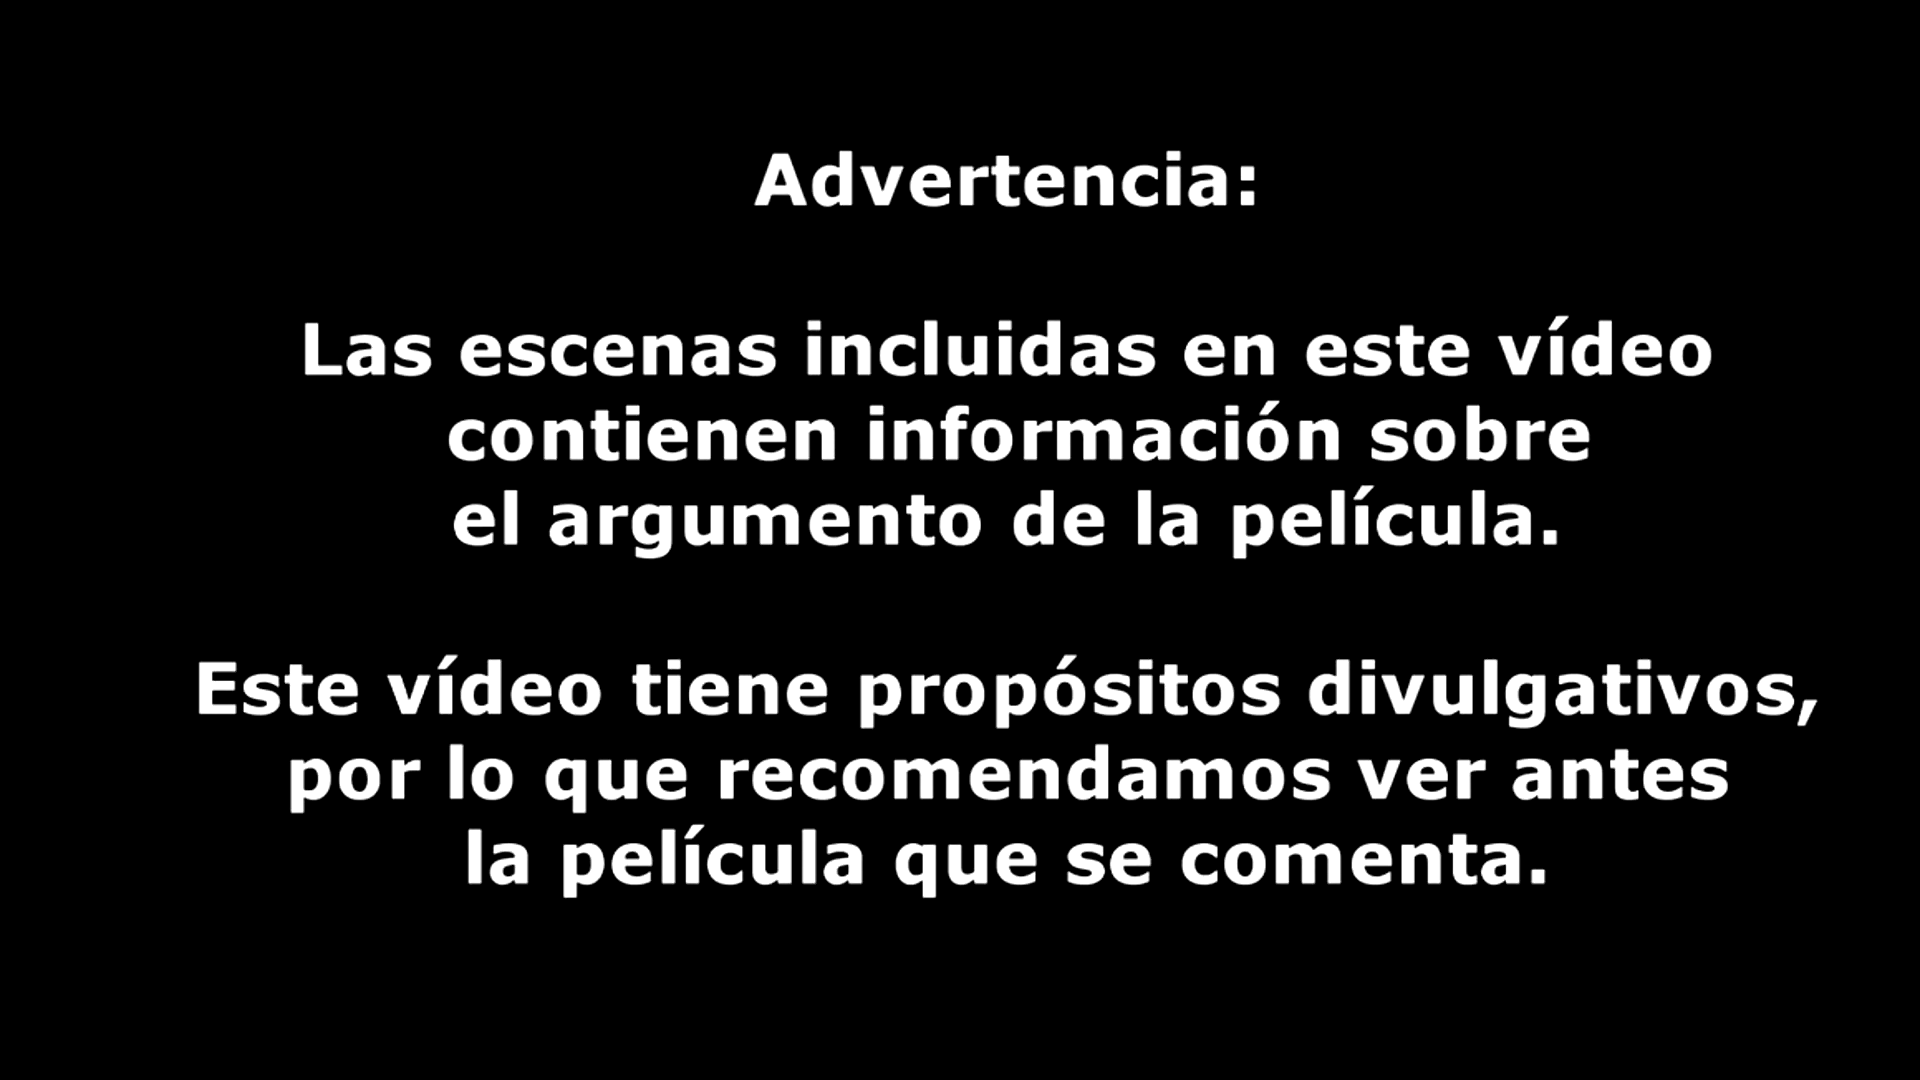 Advertencia:
Las escenas incluidas en este vídeo
contienen información sobre
el argumento de la película.
Este vídeo tiene propósitos divulgativos,
por lo que recomendamos ver antes
la película que se comenta.